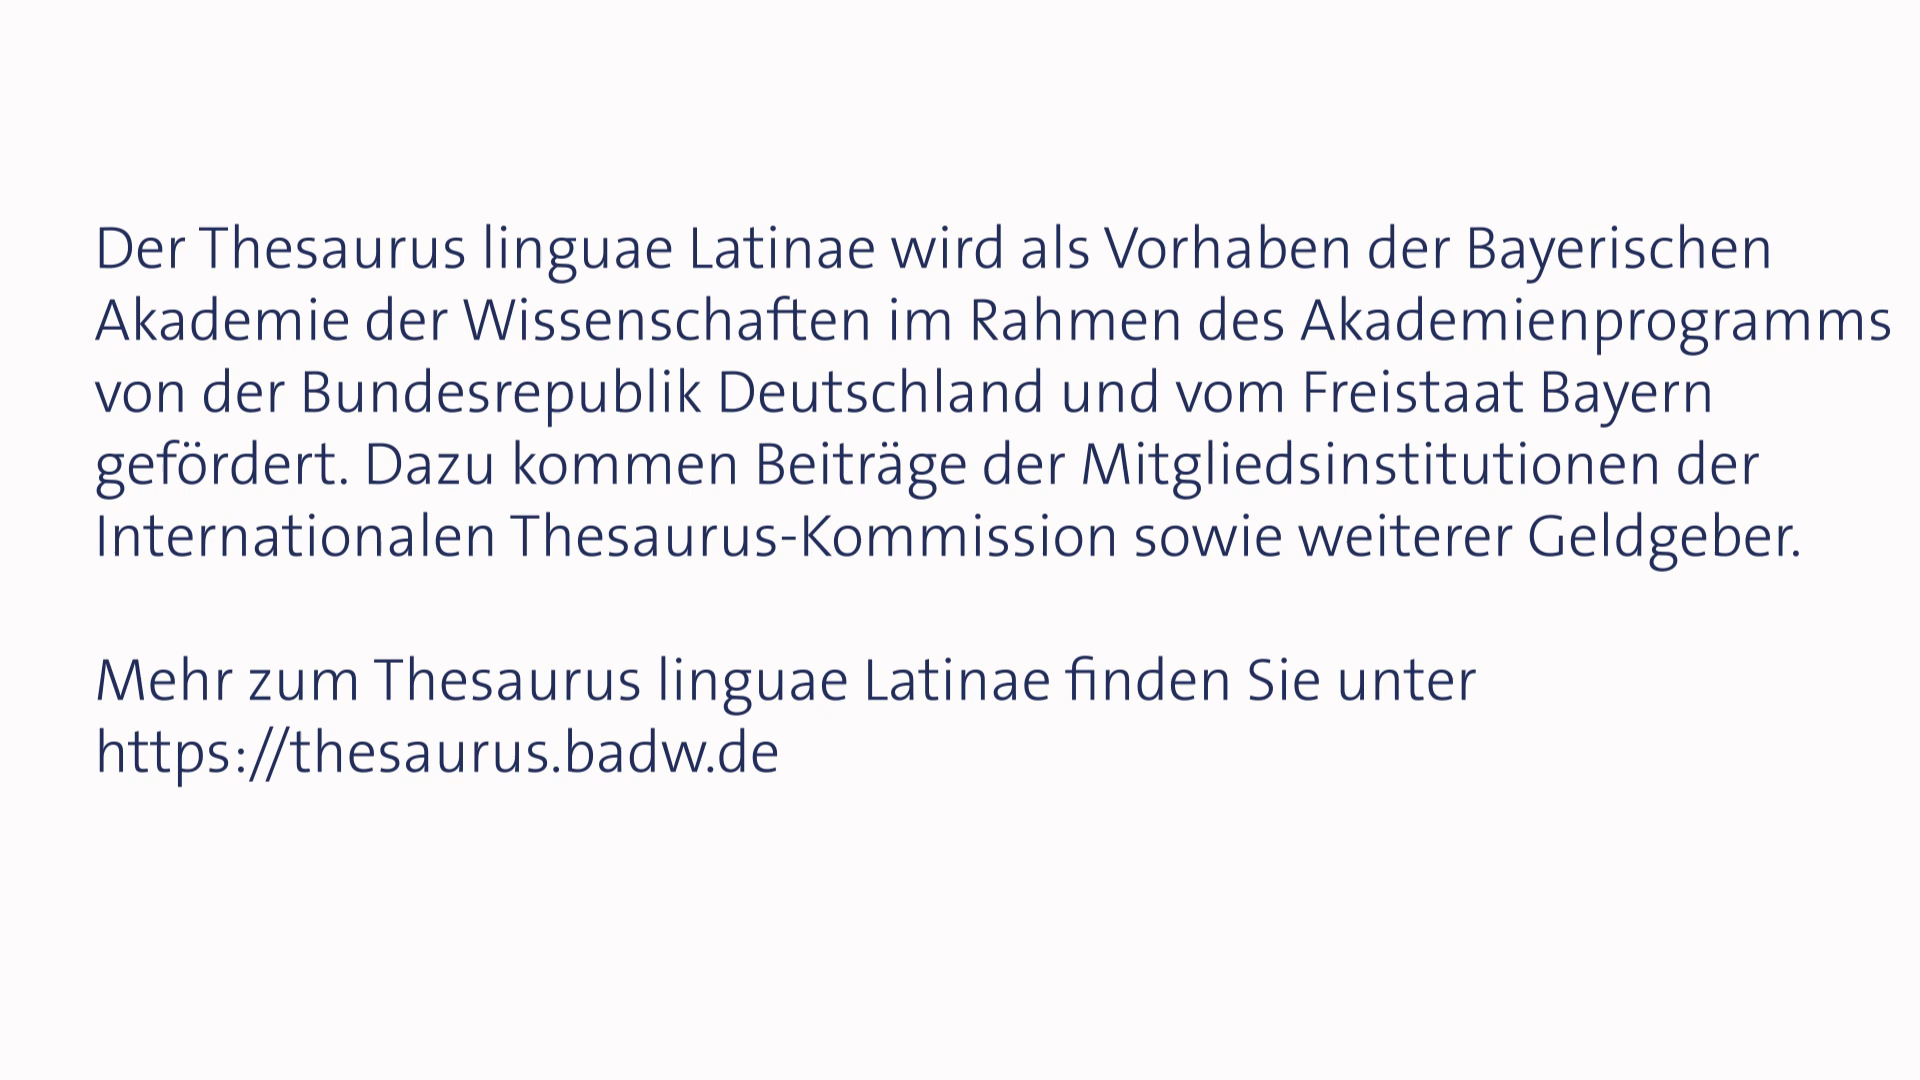 Der Thesaurus linguae Latinae wird als Vorhaben der Bayerischen
Akademie der Wissenschaften im Rahmen des Akademienprogramms
von der Bundesrepublik Deutschland und vom Freistaat Bayern
gefördert. Dazu kommen Beiträge der Mitgliedsinstitutionen der
Internationalen Thesaurus-Kommission sowie weiterer Geldgeber.
Mehr zum Thesaurus linguae Latinae finden Sie unter
https://thesaurus.badw.de